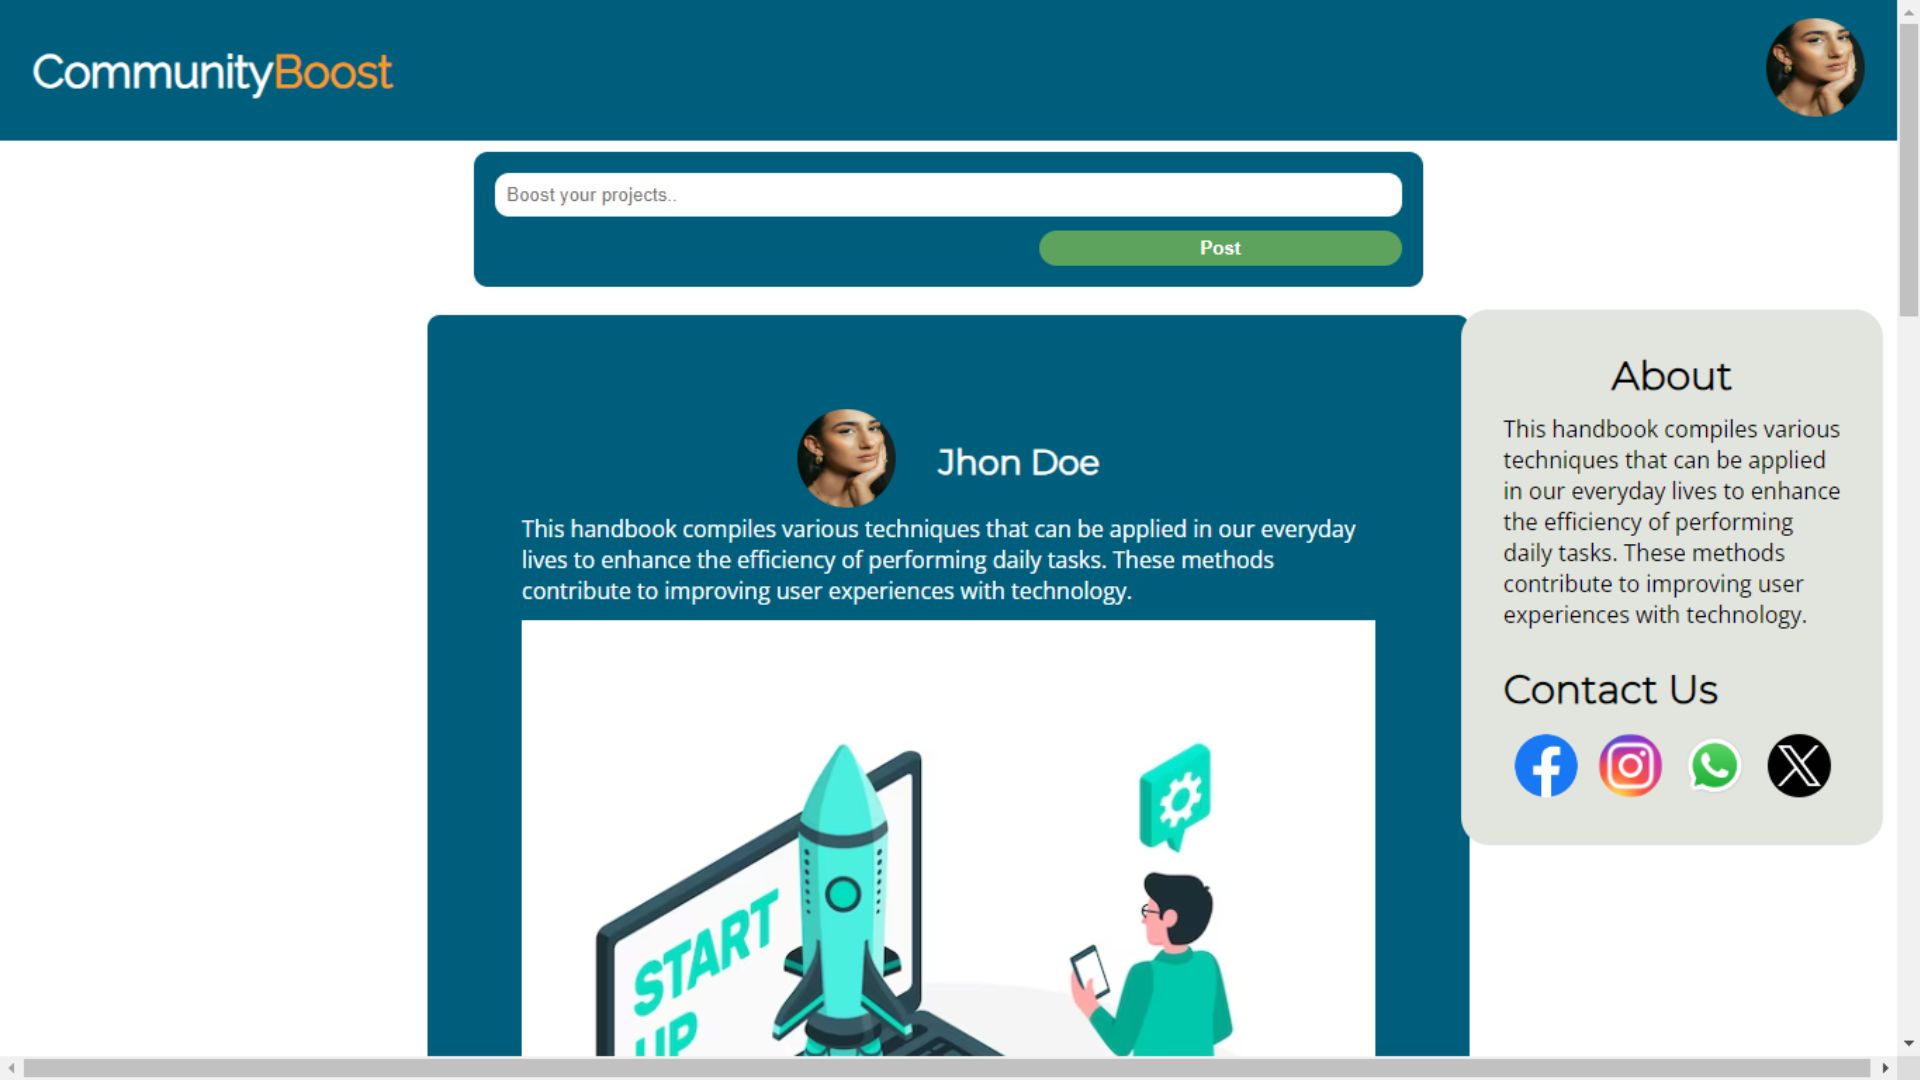 CommunityBoost
Boost your projects..
Post
Jhon Doe
This handbook compiles various techniques that can be applied in our everyday
lives to enhance the efficiency of performing daily tasks. These methods
contribute to improving user experiences with technology.
START
UP
About
This handbook compiles various
techniques that can be applied
in our everyday lives to enhance
the efficiency of performing
daily tasks. These methods
contribute to improving user
experiences with technology.
Contact Us